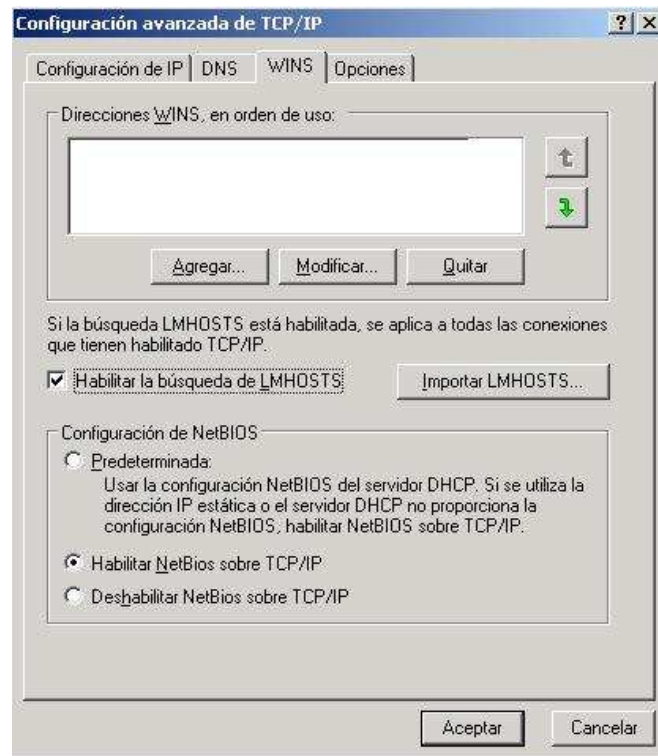 Configuración avanzada de TCP/IP
Configuración de IP DNS WINS Opciones
Direcciones WINS, en orden de uso:
Agregar... Modificar... Quitar
Si la búsqueda LMHOSTS está habilitada, se aplica a todas las conexiones
que tienen habilitado TCP/IP.
Habilitar la búsqueda de LMHOSTS Importar LMHOSTS...
Configuración de NetBIOS
Predeterminada:
Usar la configuración NetBIOS del servidor DHCP. Si se utiliza la
dirección IP estática o el servidor DHCP no proporciona la
configuración NetBIOS, habilitar NetBIOS sobre TCP/IP.
Habilitar NetBios sobre TCP/IP
Deshabilitar NetBios sobre TCP/IP
Aceptar Cancelar